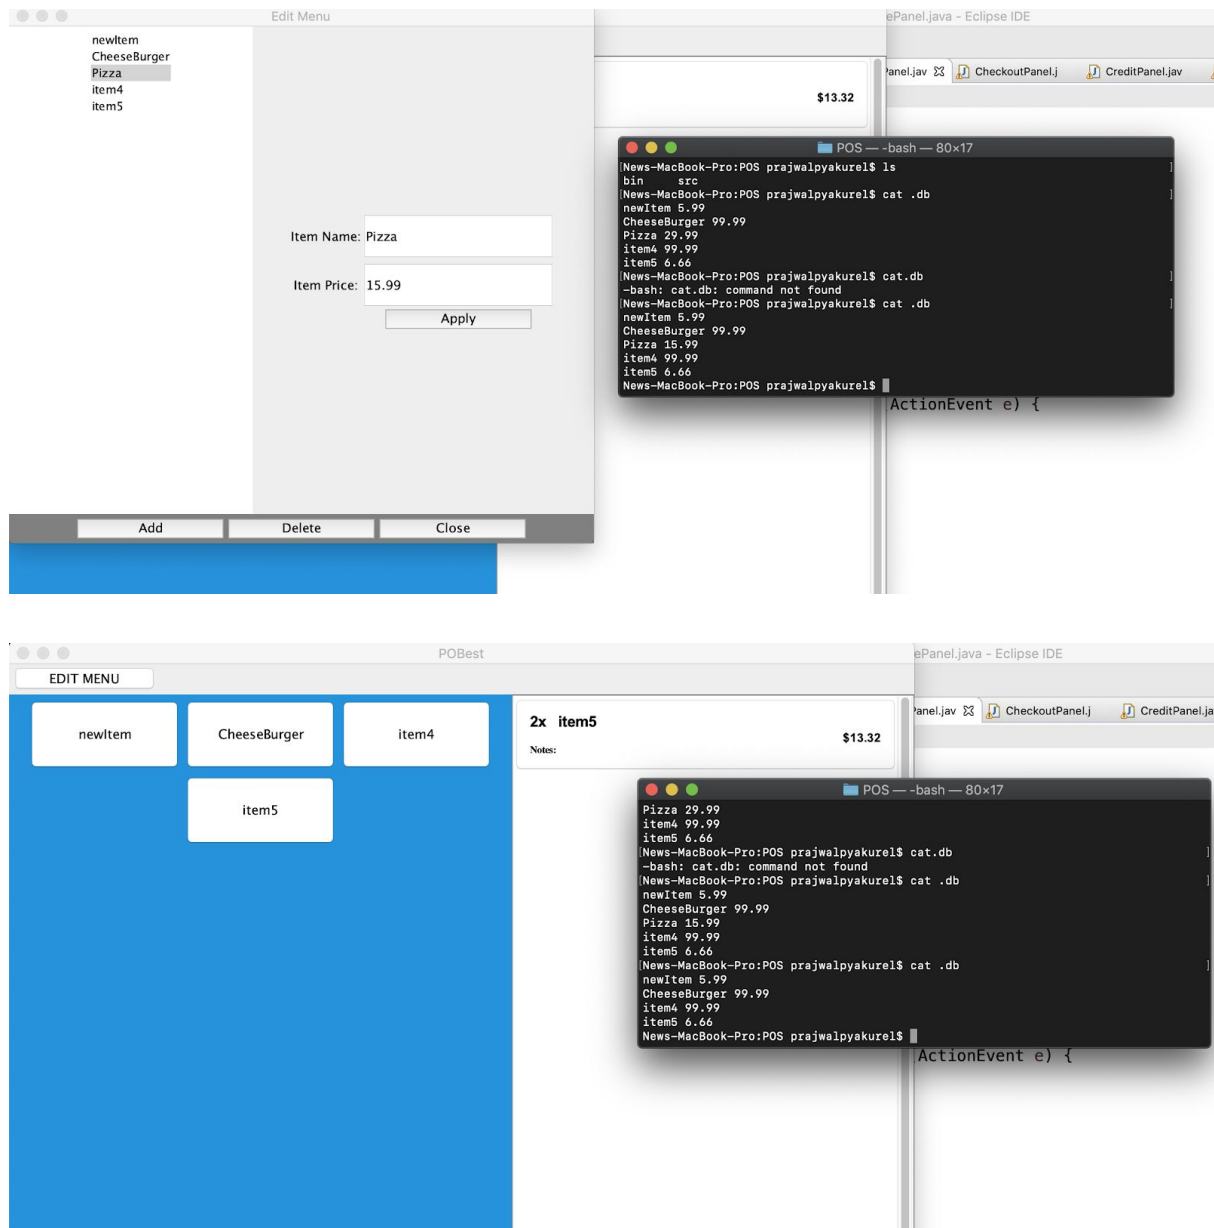 Edit Menu
ePanel.java - Eclipse IDE
newItem
CheeseBurger
Pizza
item4
item5
Panel.jav
CheckoutPanel.j
CreditPanel.jav
$13.32
POS — -bash — 80×17
[News-MacBook-Pro:POS prajwalpyakurel$ ls ]
bin src
[News-MacBook-Pro:POS prajwalpyakurel$ cat .db ]
newItem 5.99
CheeseBurger 99.99
Pizza 29.99
item4 99.99
item5 6.66
[News-MacBook-Pro:POS prajwalpyakurel$ cat.db ]
-bash: cat.db: command not found
[News-MacBook-Pro:POS prajwalpyakurel$ cat .db ]
newItem 5.99
CheeseBurger 99.99
Pizza 15.99
item4 99.99
item5 6.66
News-MacBook-Pro:POS prajwalpyakurel$
Item Name: Pizza
Item Price: 15.99
Apply
ActionEvent e) {
Add Delete Close
POBest
ePanel.java - Eclipse IDE
EDIT MENU
Panel.jav
CheckoutPanel.j
CreditPanel.ja
newItem CheeseBurger item4
item5
2x item5
Notes:
$13.32
POS — -bash — 80×17
Pizza 29.99
item4 99.99
item5 6.66
[News-MacBook-Pro:POS prajwalpyakurel$ cat.db ]
-bash: cat.db: command not found
[News-MacBook-Pro:POS prajwalpyakurel$ cat .db ]
newItem 5.99
CheeseBurger 99.99
Pizza 15.99
item4 99.99
item5 6.66
[News-MacBook-Pro:POS prajwalpyakurel$ cat .db ]
newItem 5.99
CheeseBurger 99.99
item4 99.99
item5 6.66
News-MacBook-Pro:POS prajwalpyakurel$
ActionEvent e) {